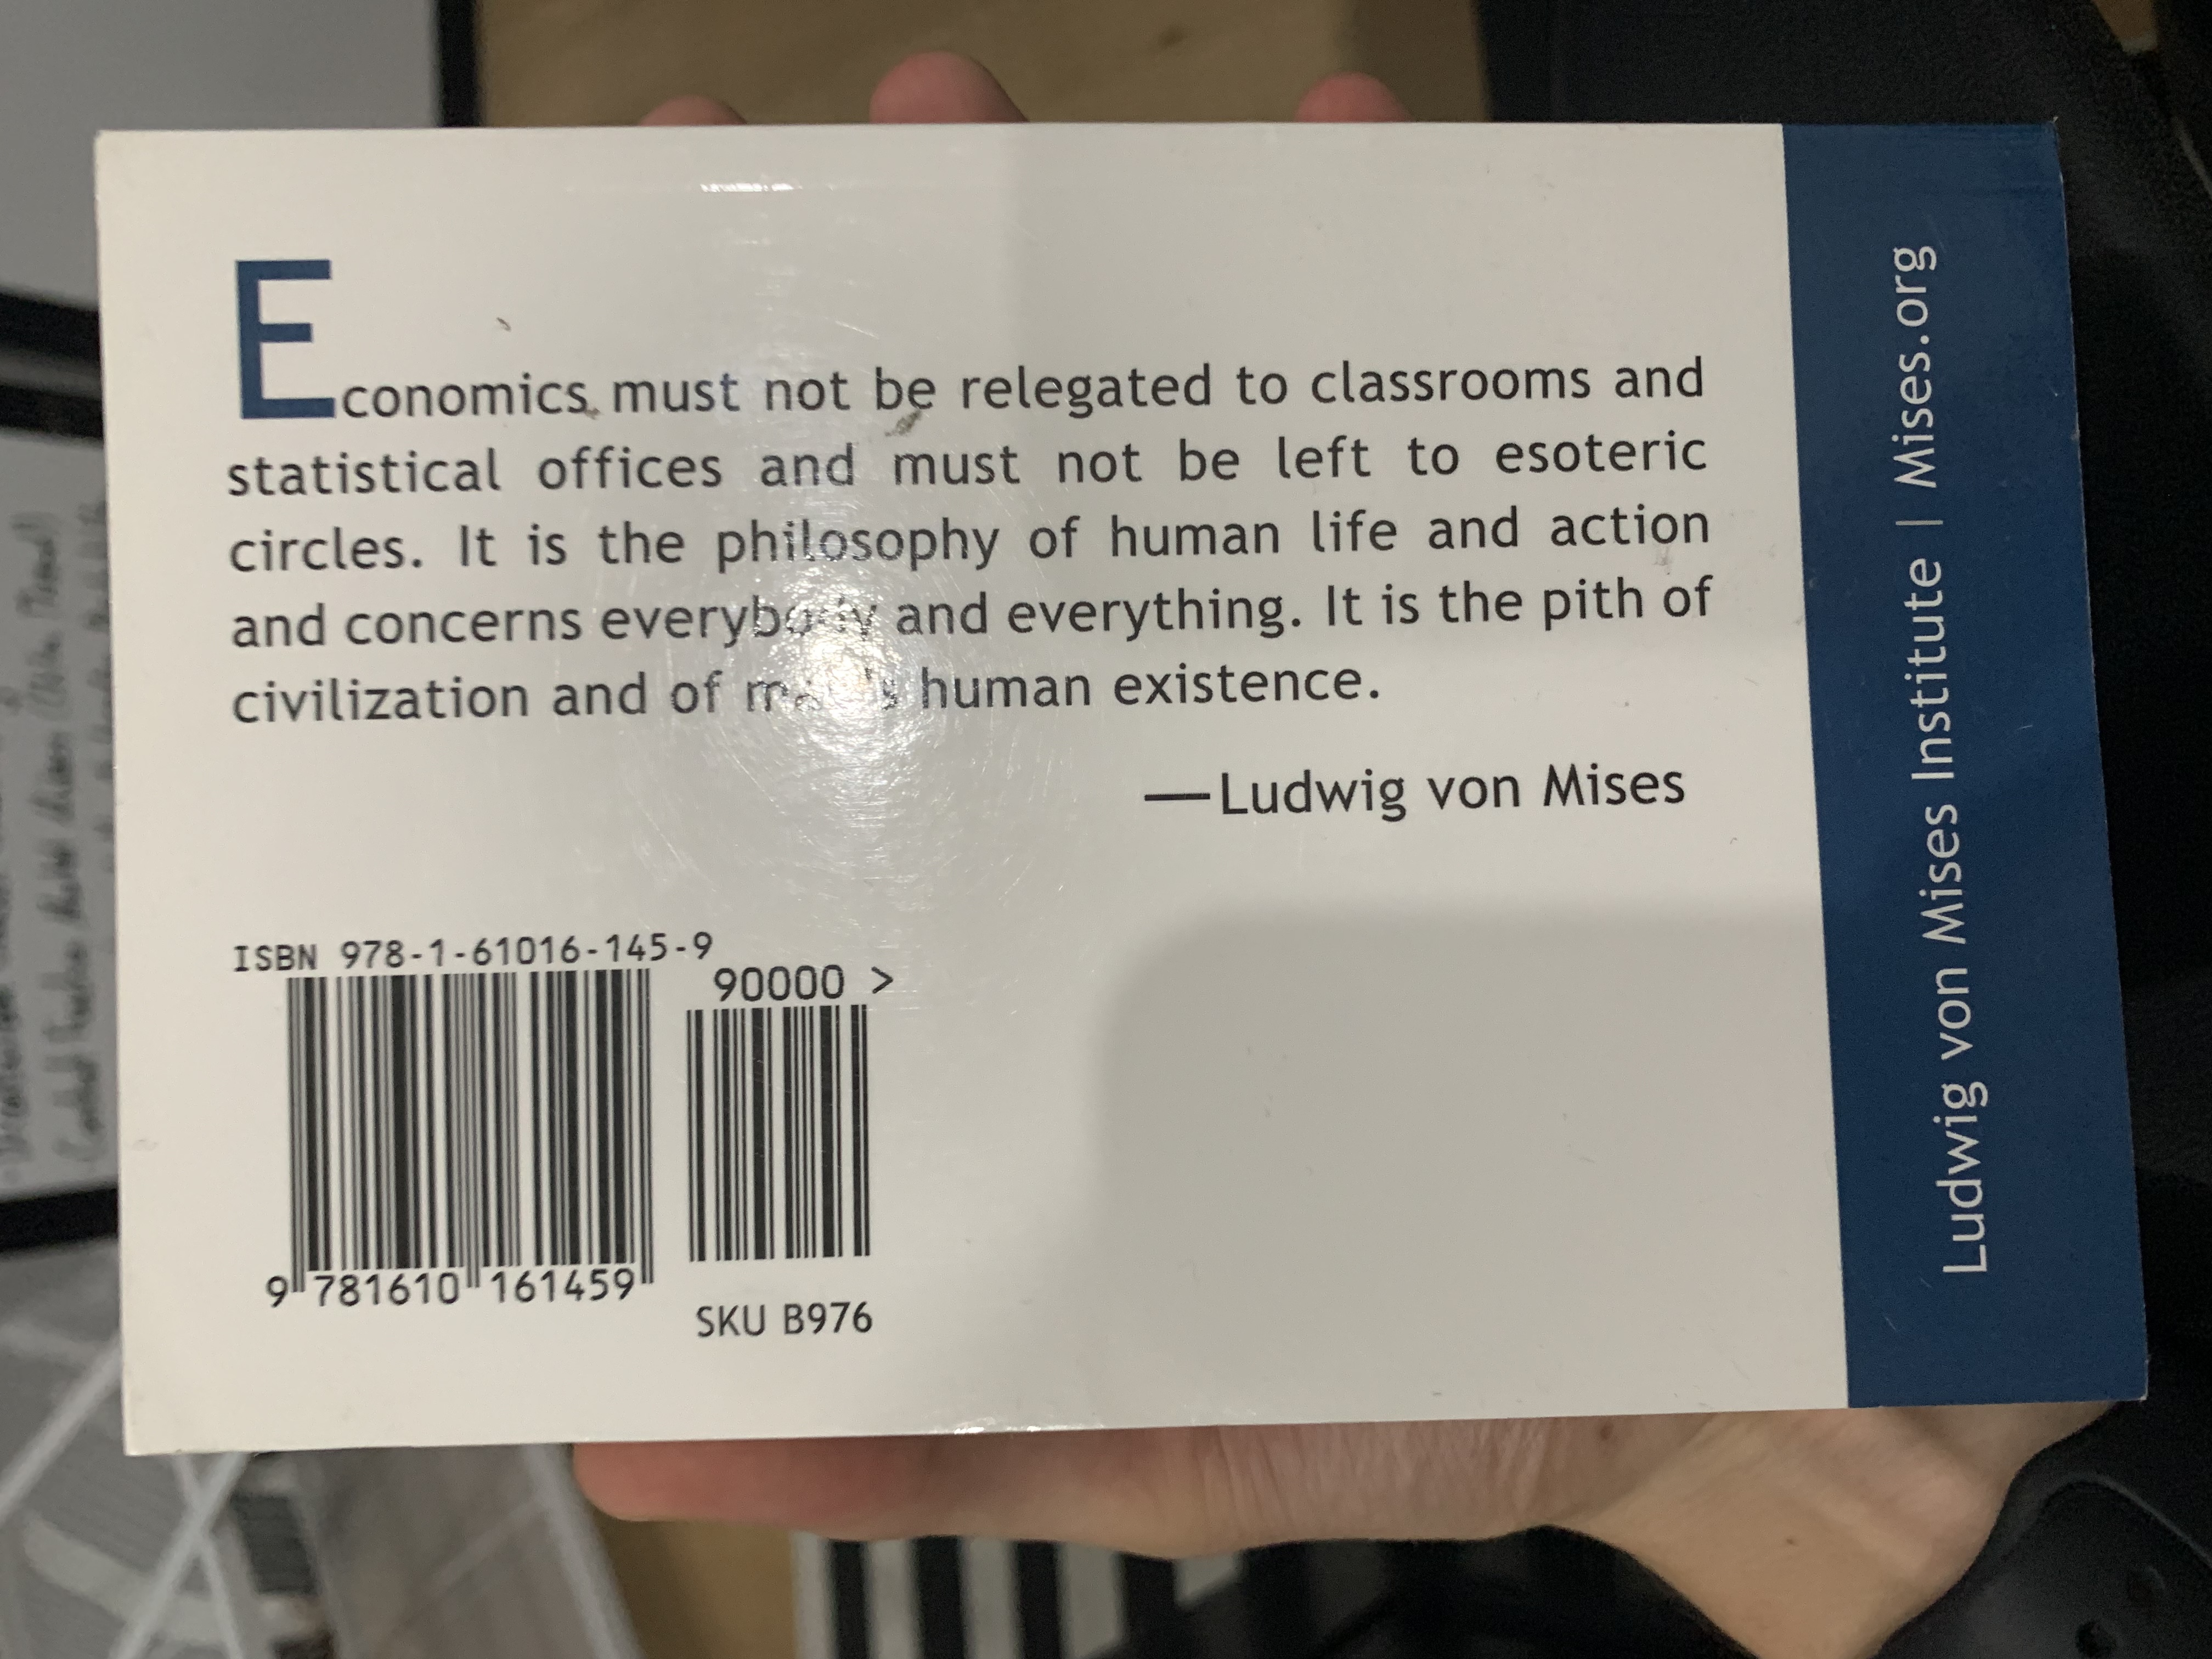 Economics must not be relegated to classrooms and
statistical offices and must not be left to esoteric
circles. It is the philosophy of human life and action
and concerns everybody and everything. It is the pith of
civilization and of human existence.
—Ludwig von Mises
ISBN 978-1-61016-145-9
90000 >
9 781610 161459
SKU B976
Ludwig von Mises Institute | Mises.org